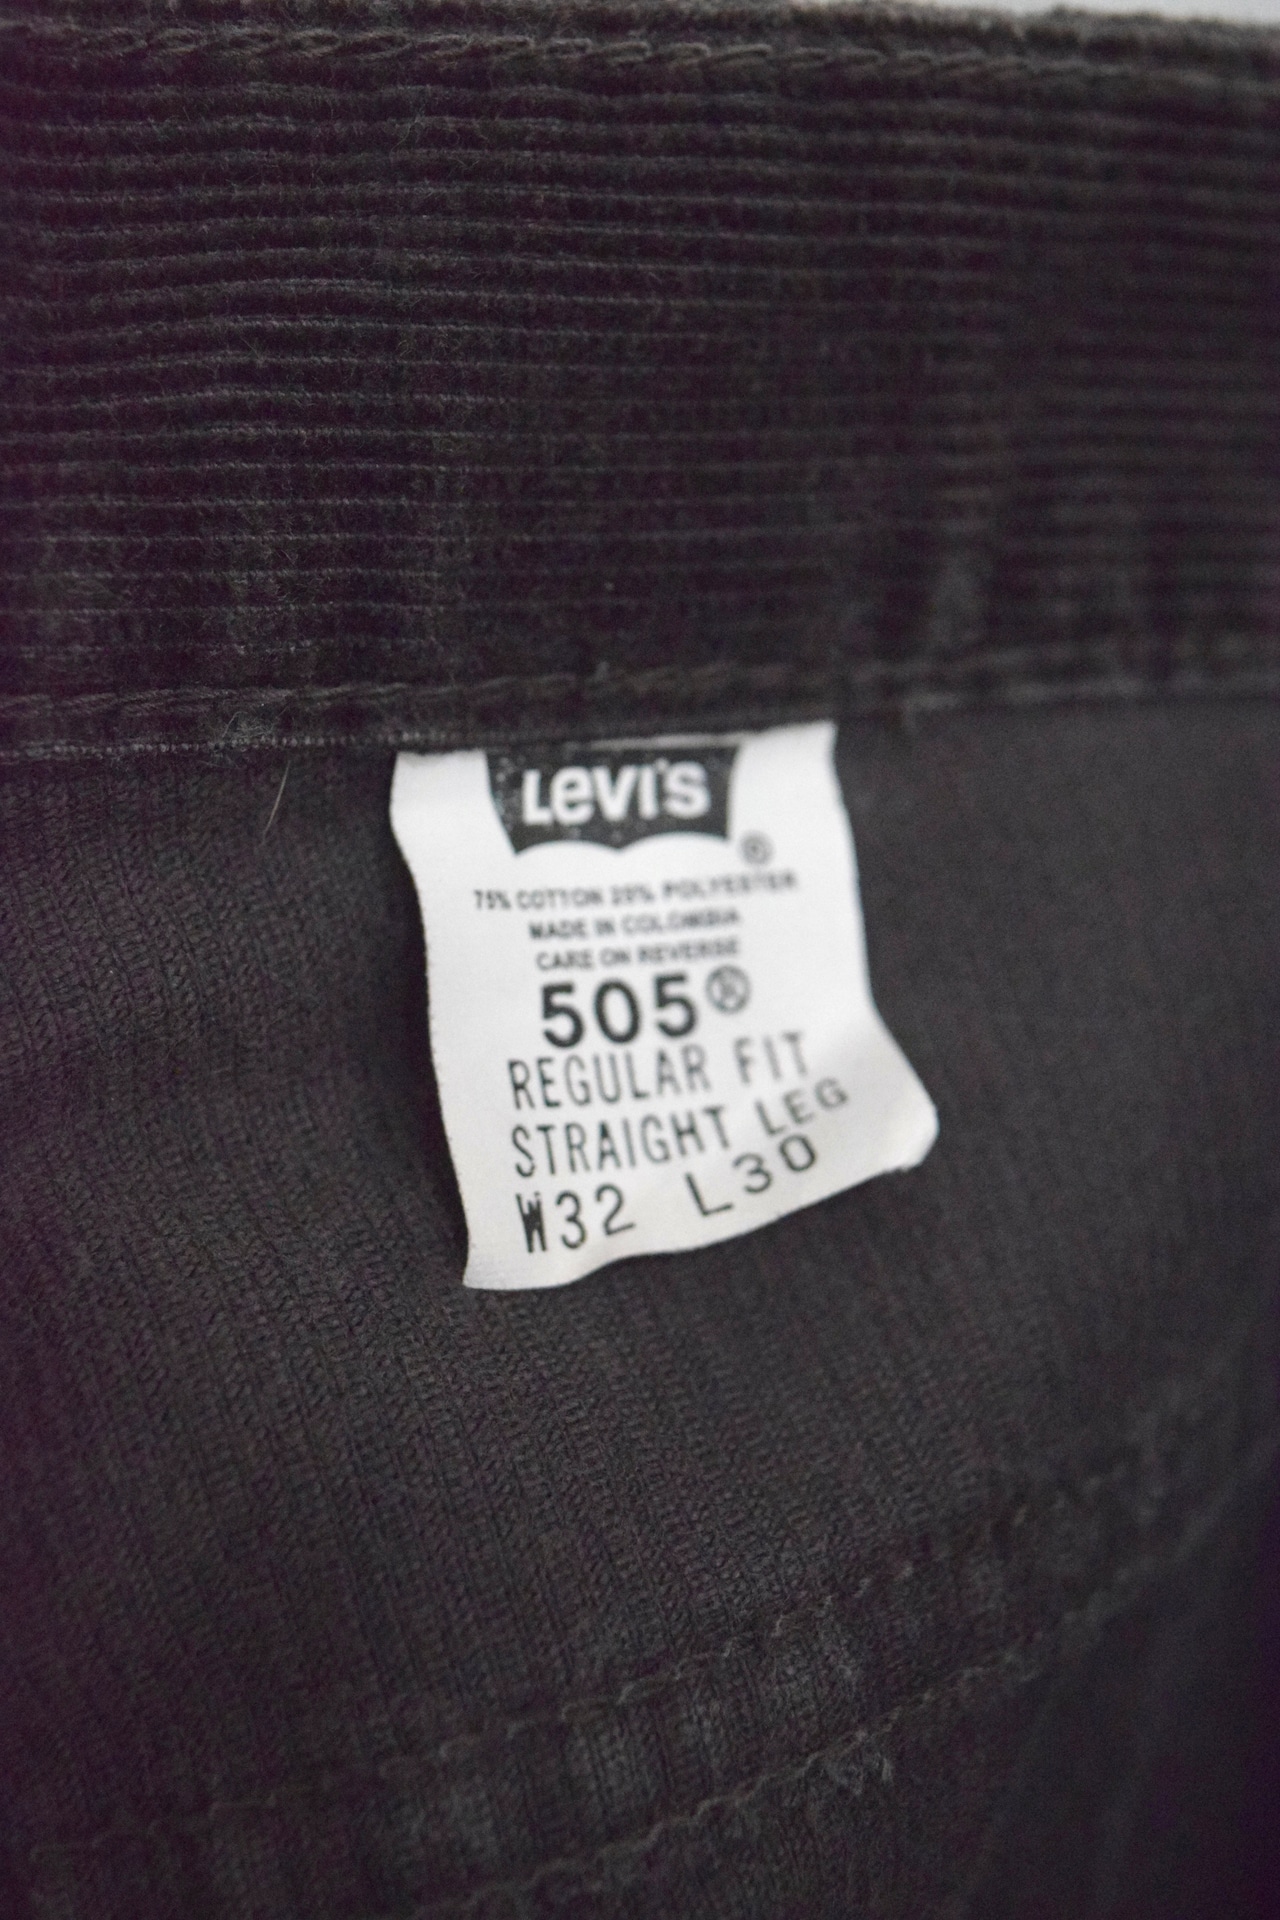 LEVI'S
®
75% COTTON 25% POLYESTER
MADE IN COLOMBIA
CARE ON REVERSE
505®
REGULAR FIT
STRAIGHT LEG
W32 L30